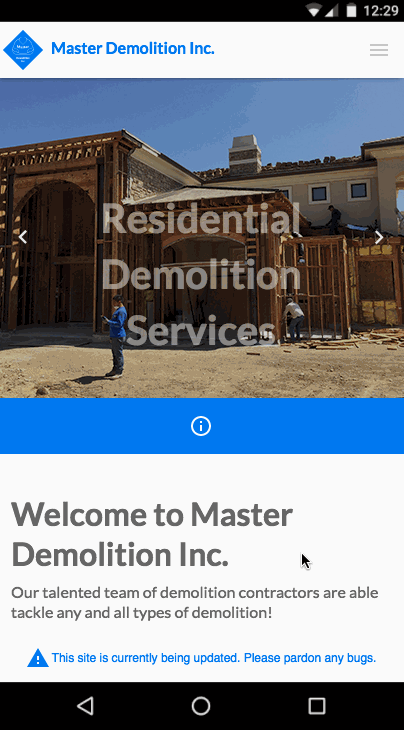 12:29
Master Demolition Inc.
Residential
Demolition
Services
Welcome to Master
Demolition Inc.
Our talented team of demolition contractors are able
tackle any and all types of demolition!
This site is currently being updated. Please pardon any bugs.